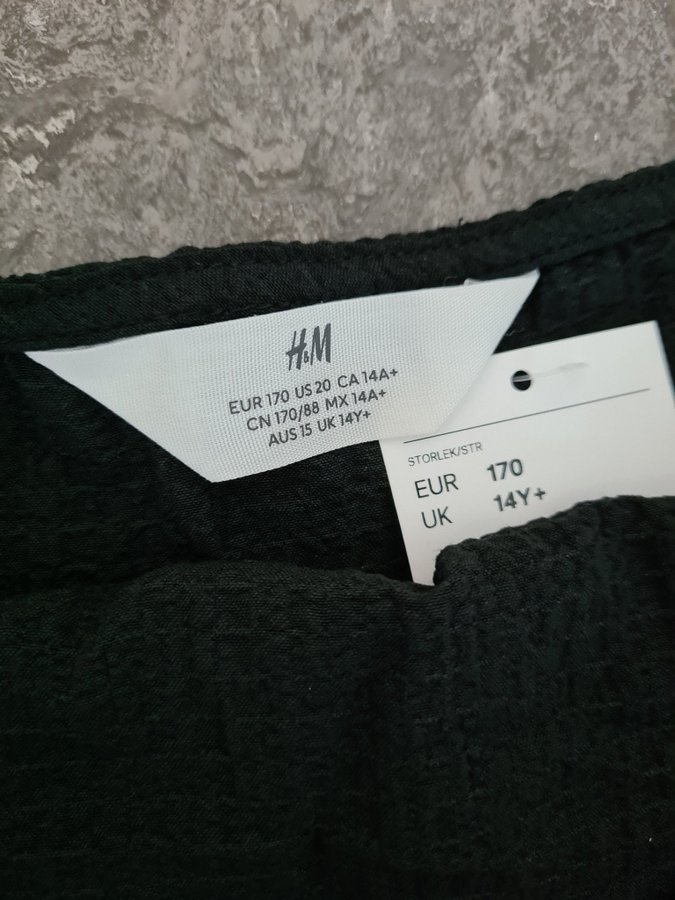 H&M
EUR 170 US 20 CA 14A+
CN 170/88 MX 14A+
AUS 15 UK 14Y+
STORLEK/STR
EUR 170
UK 14Y+